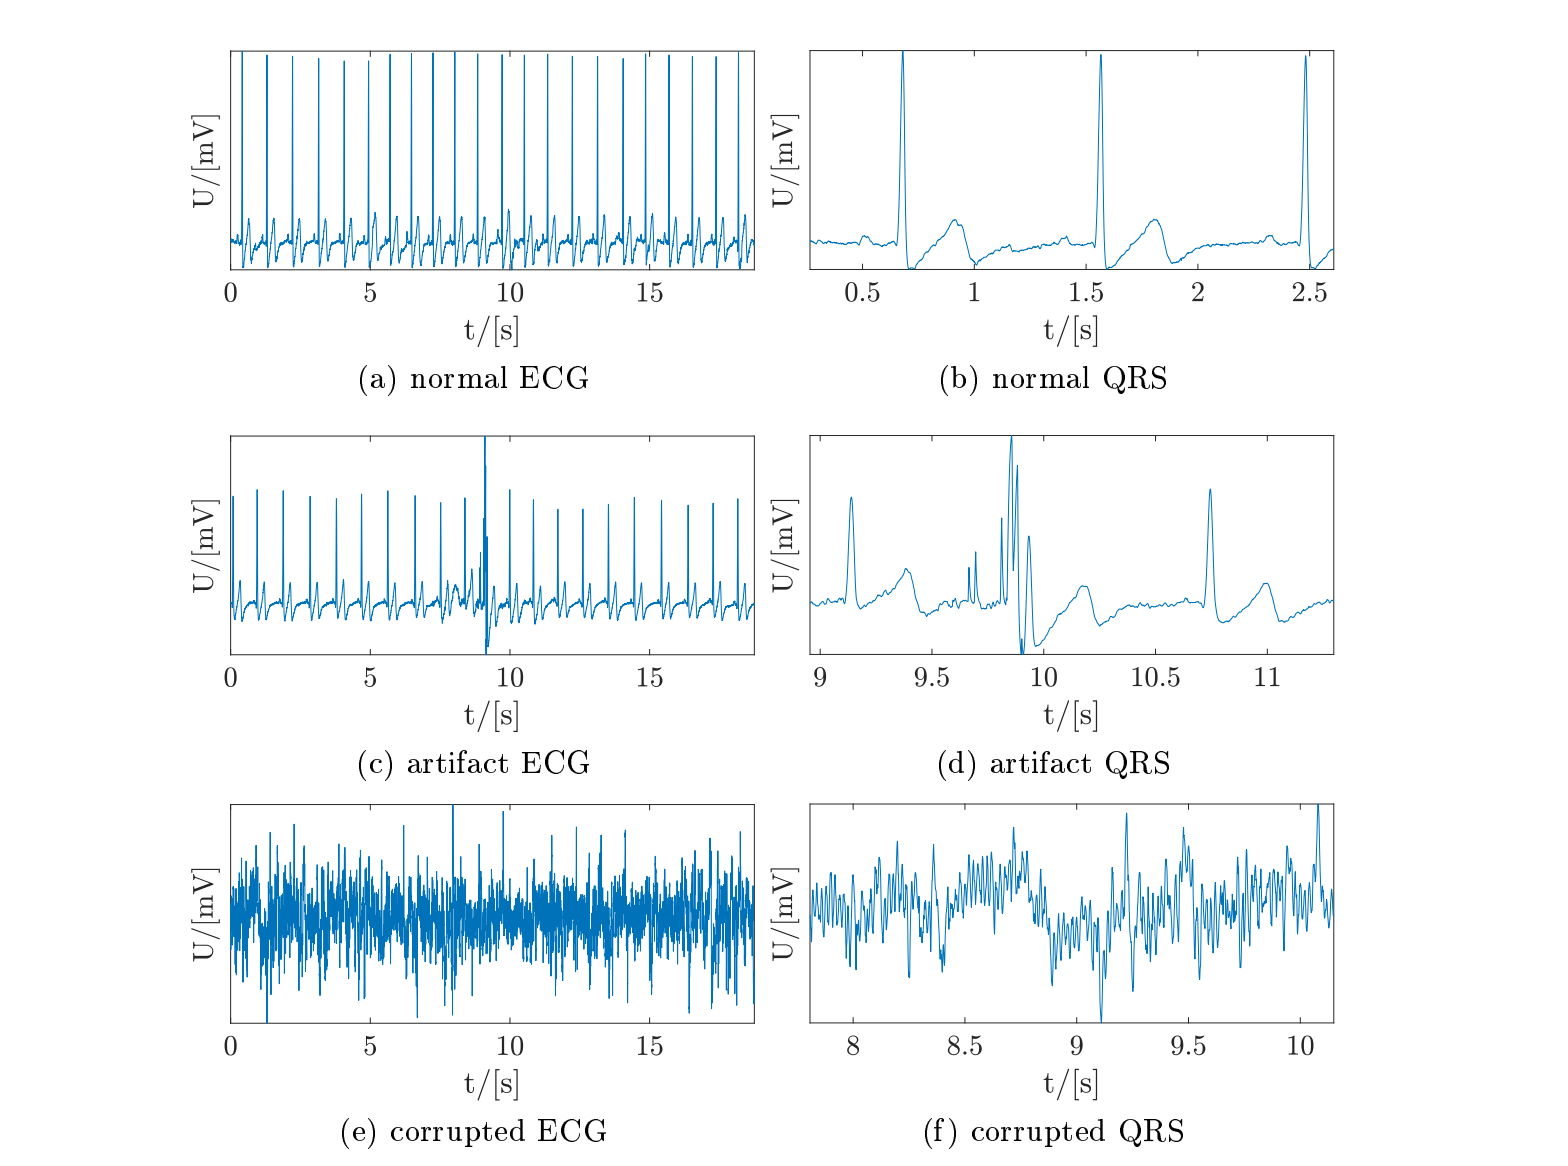 U/[mV]
0 5 10 15
t/[s]
(a) normal ECG
U/[mV]
0.5 1 1.5 2 2.5
t/[s]
(b) normal QRS
U/[mV]
0 5 10 15
t/[s]
(c) artifact ECG
U/[mV]
9 9.5 10 10.5 11
t/[s]
(d) artifact QRS
U/[mV]
0 5 10 15
t/[s]
(e) corrupted ECG
U/[mV]
8 8.5 9 9.5 10
t/[s]
(f) corrupted QRS